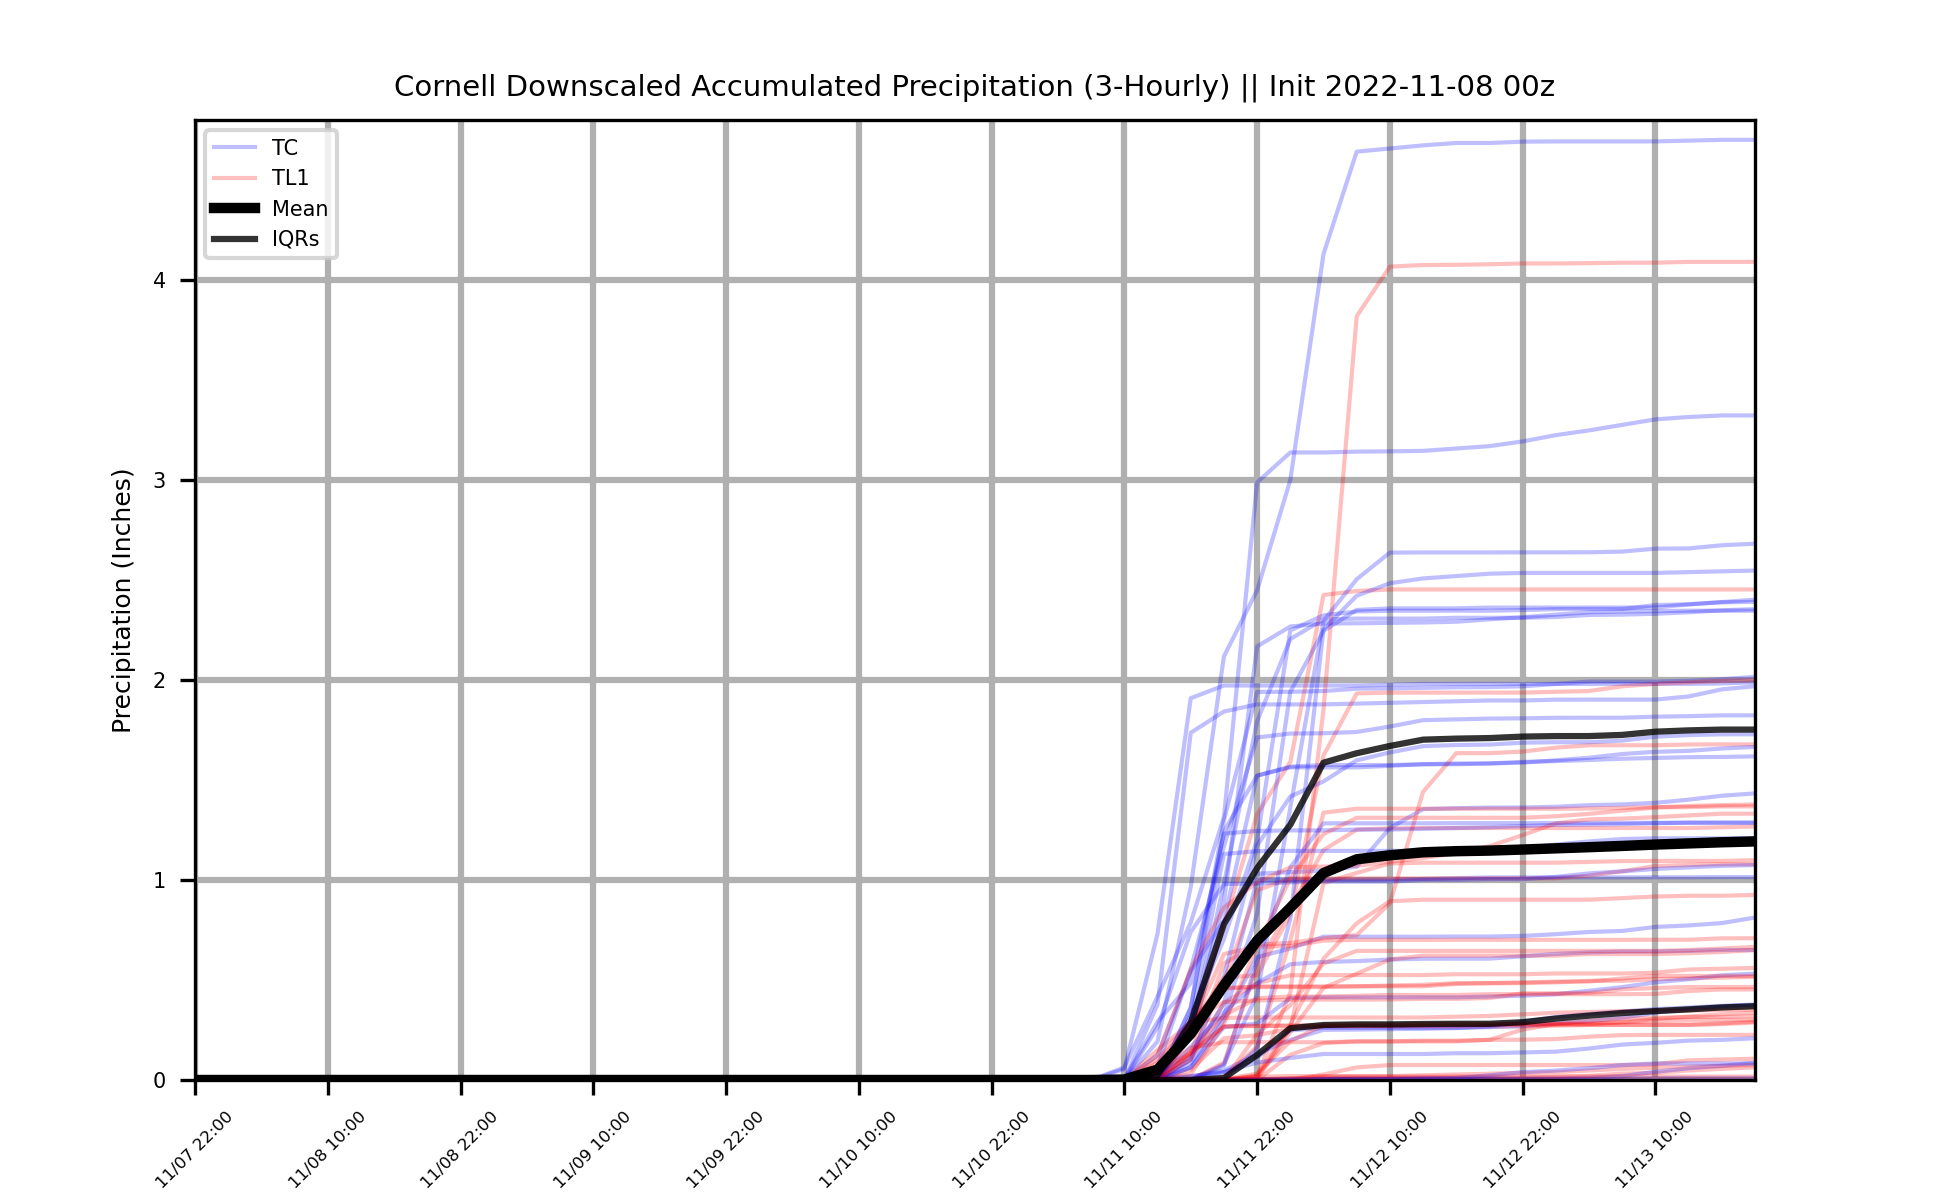 Cornell Downscaled Accumulated Precipitation (3-Hourly) || Init 2022-11-08 00z
TC
TL1
Mean
IQRs
Precipitation (Inches)
4
3
2
1
0
11/07 22:00
11/08 10:00
11/08 22:00
11/09 10:00
11/09 22:00
11/10 10:00
11/10 22:00
11/11 10:00
11/11 22:00
11/12 10:00
11/12 22:00
11/13 10:00